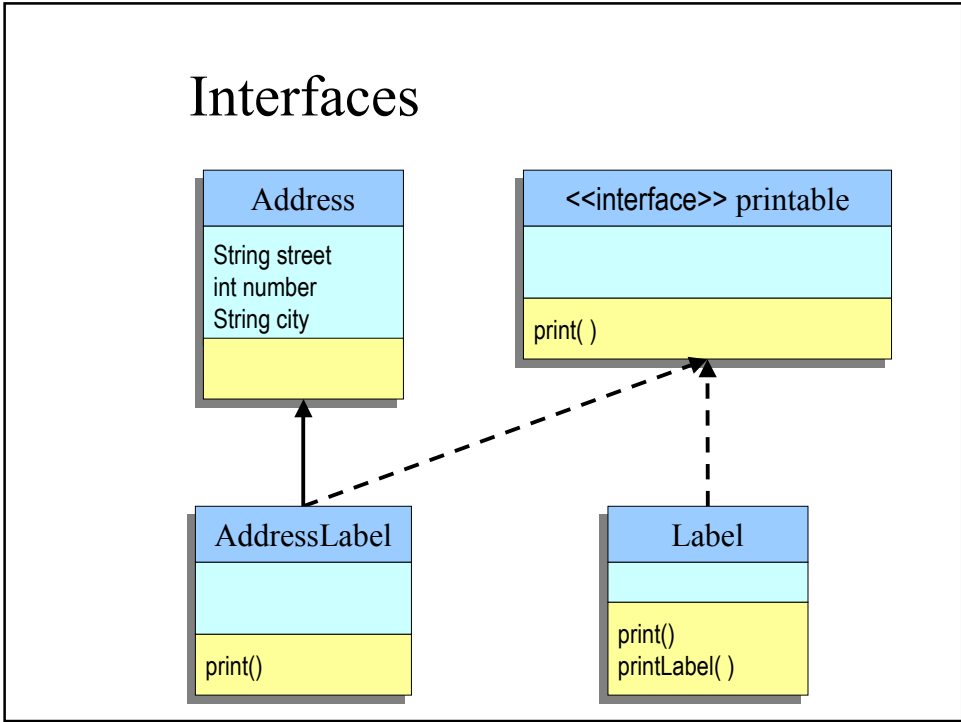 Interfaces
Address
String street
int number
String city
<<interface>> printable
print( )
AddressLabel
print()
Label
print()
printLabel( )